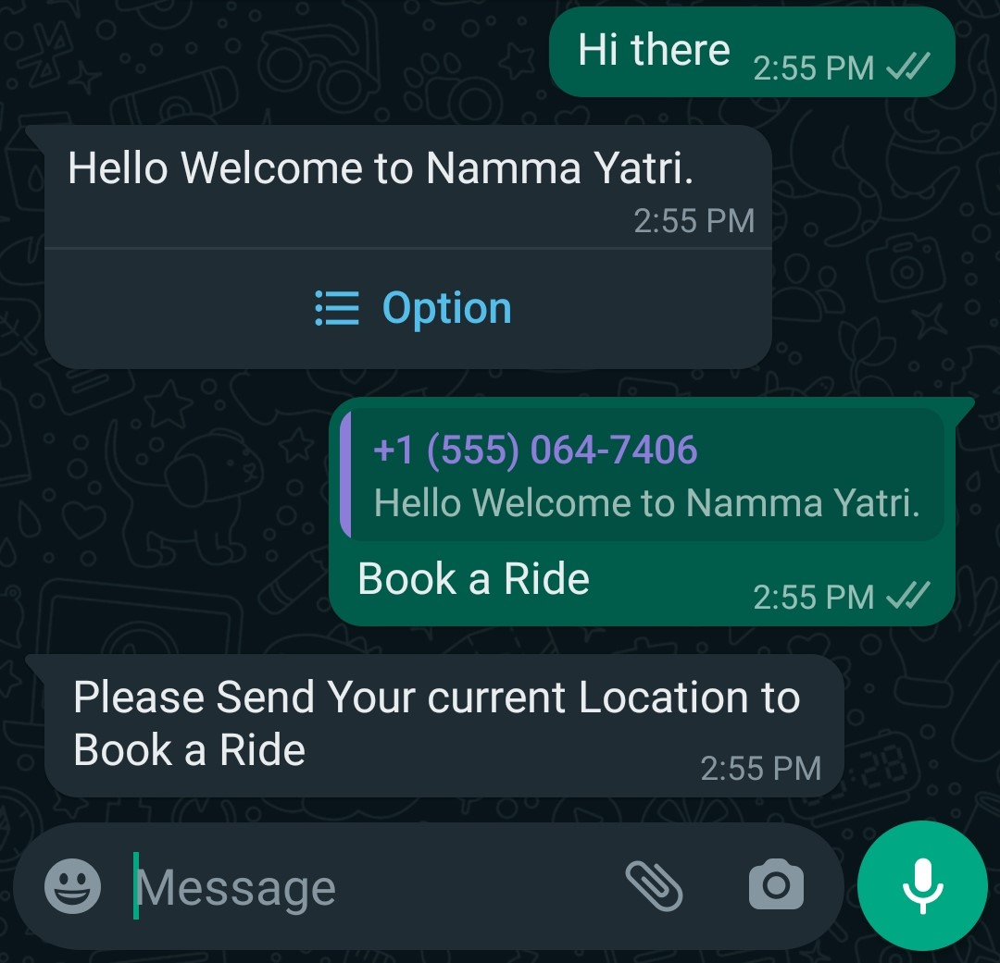 Hi there 2:55 PM
Hello Welcome to Namma Yatri.
2:55 PM
Option
+1 (555) 064-7406
Hello Welcome to Namma Yatri.
Book a Ride 2:55 PM
Please Send Your current Location to
Book a Ride 2:55 PM
Message